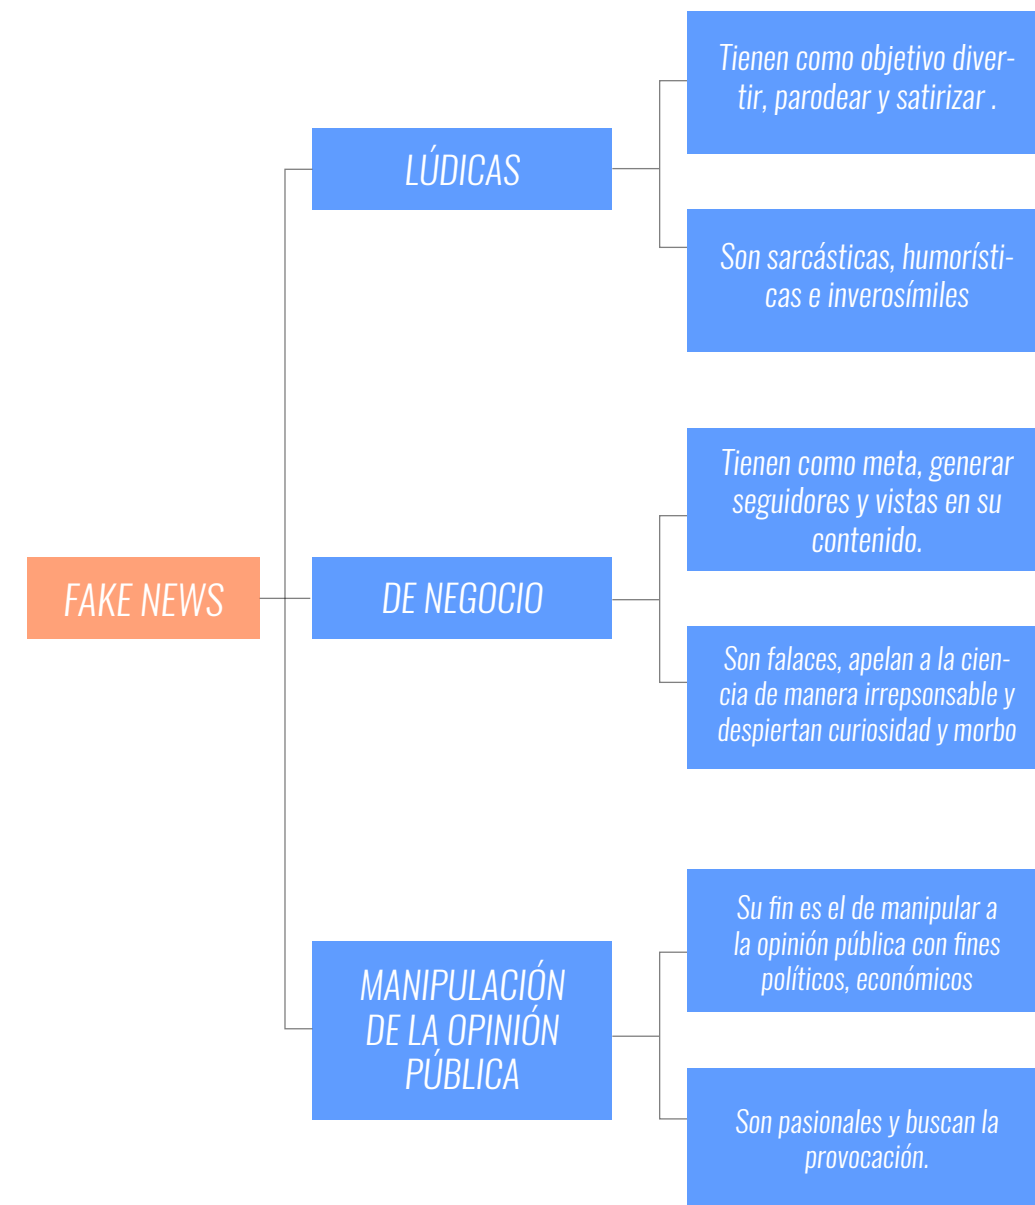 FAKE NEWS
LÚDICAS
Tienen como objetivo diver-
tir, parodear y satirizar .
Son sarcásticas, humorísti-
cas e inverosímiles
DE NEGOCIO
Tienen como meta, generar
seguidores y vistas en su
contenido.
Son falaces, apelan a la cien-
cia de manera irrepsonsable y
despiertan curiosidad y morbo
MANIPULACIÓN
DE LA OPINIÓN
PÚBLICA
Su fin es el de manipular a
la opinión pública con fines
políticos, económicos
Son pasionales y buscan la
provocación.